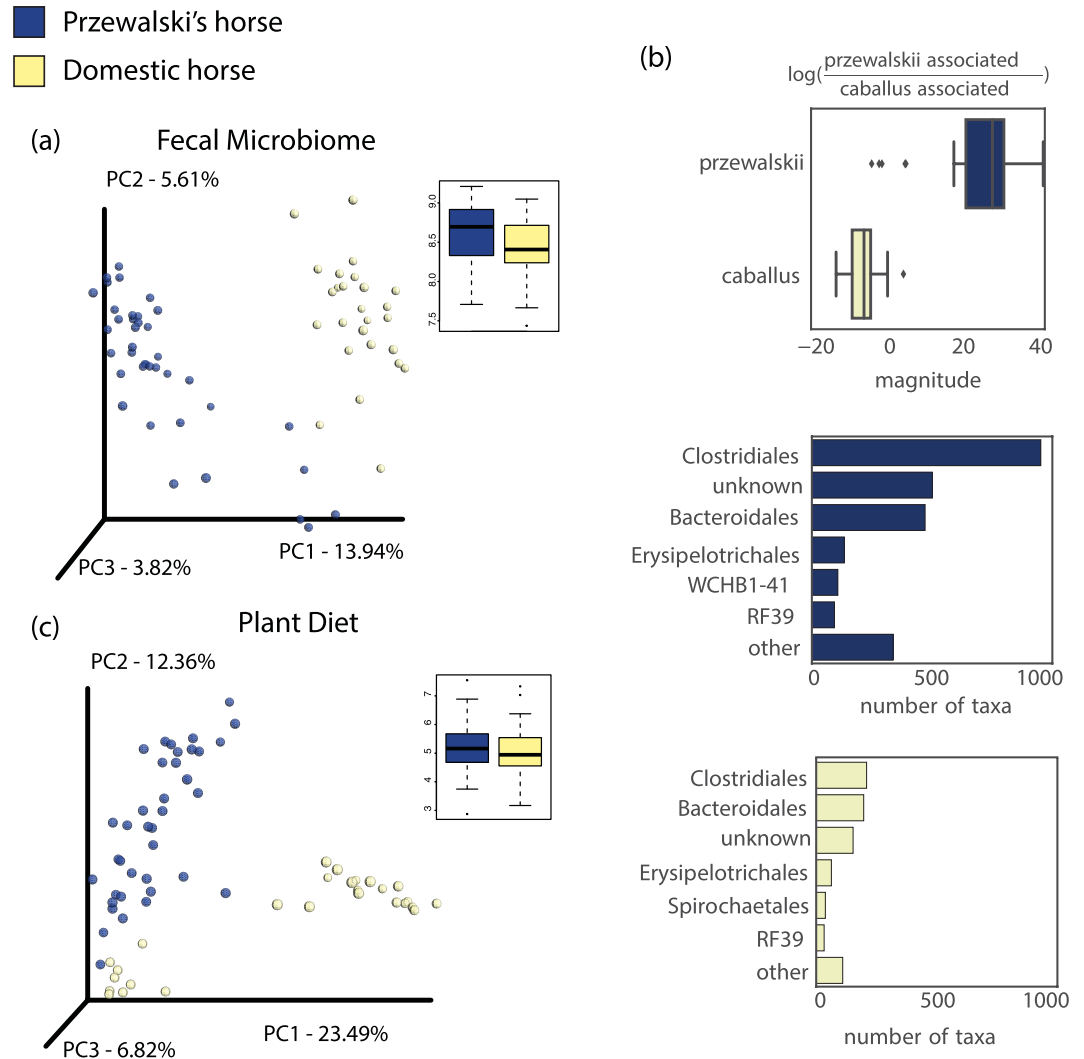 Przewalski's horse
Domestic horse
(a)
Fecal Microbiome
PC2 - 5.61%
9.0
8.5
8.0
7.5
PC1 - 13.94%
PC3 - 3.82%
(b)
log(przewalskii associated
caballus associated)
przewalskii
caballus
−20 0 20 40
magnitude
Clostridiales
unknown
Bacteroidales
Erysipelotrichales
WCHB1-41
RF39
other
0 500 1000
number of taxa
(c)
Plant Diet
PC2 - 12.36%
7
6
5
4
3
PC1 - 23.49%
PC3 - 6.82%
Clostridiales
Bacteroidales
unknown
Erysipelotrichales
Spirochaetales
RF39
other
0 500 1000
number of taxa